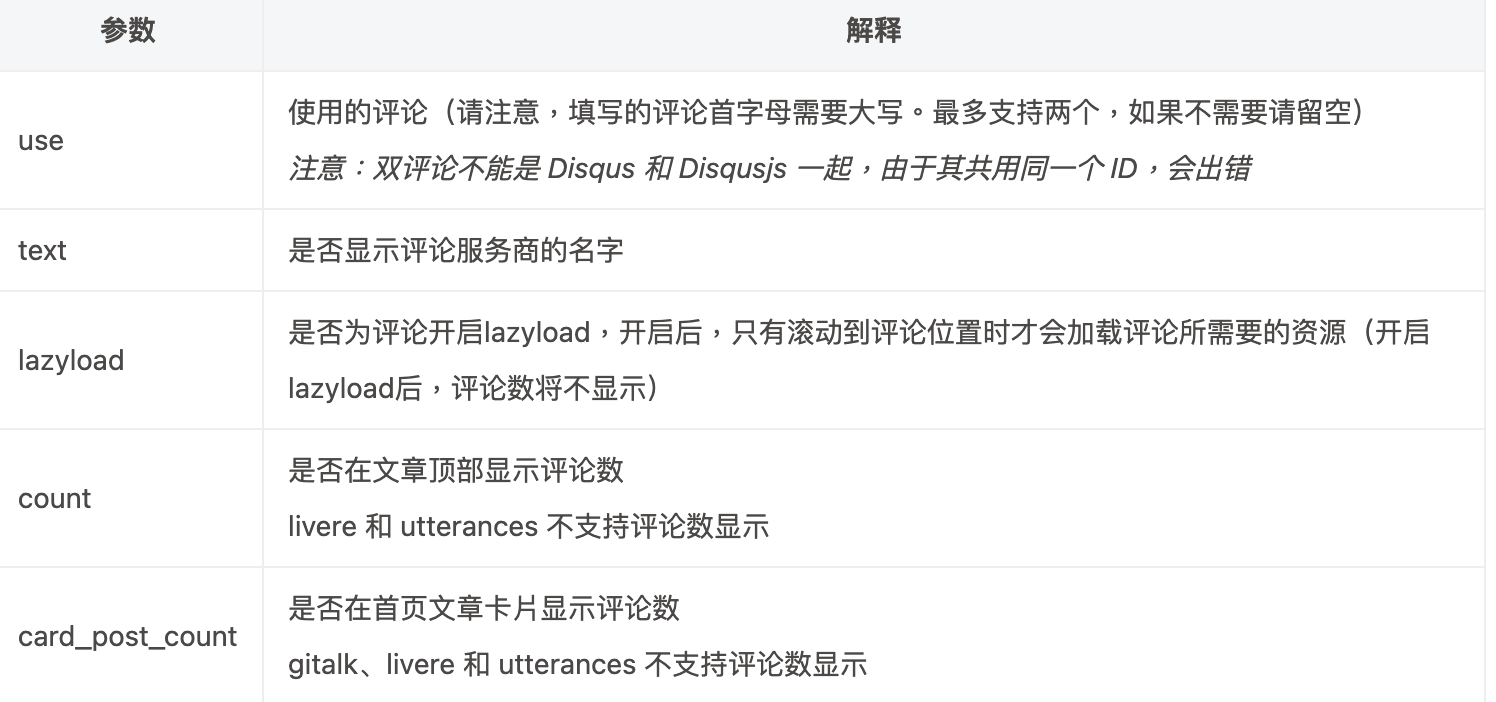 参数
解释
use
使用的评论（请注意，填写的评论首字母需要大写。最多支持两个，如果不需要请留空）
注意：双评论不能是 Disqus 和 Disqusjs 一起，由于其共用同一个 ID，会出错
text
是否显示评论服务商的名字
lazyload
是否为评论开启lazyload，开启后，只有滚动到评论位置时才会加载评论所需要的资源（开启
lazyload后，评论数将不显示）
count
是否在文章顶部显示评论数
livere 和 utterances 不支持评论数显示
card_post_count
是否在首页文章卡片显示评论数
gitalk、livere 和 utterances 不支持评论数显示